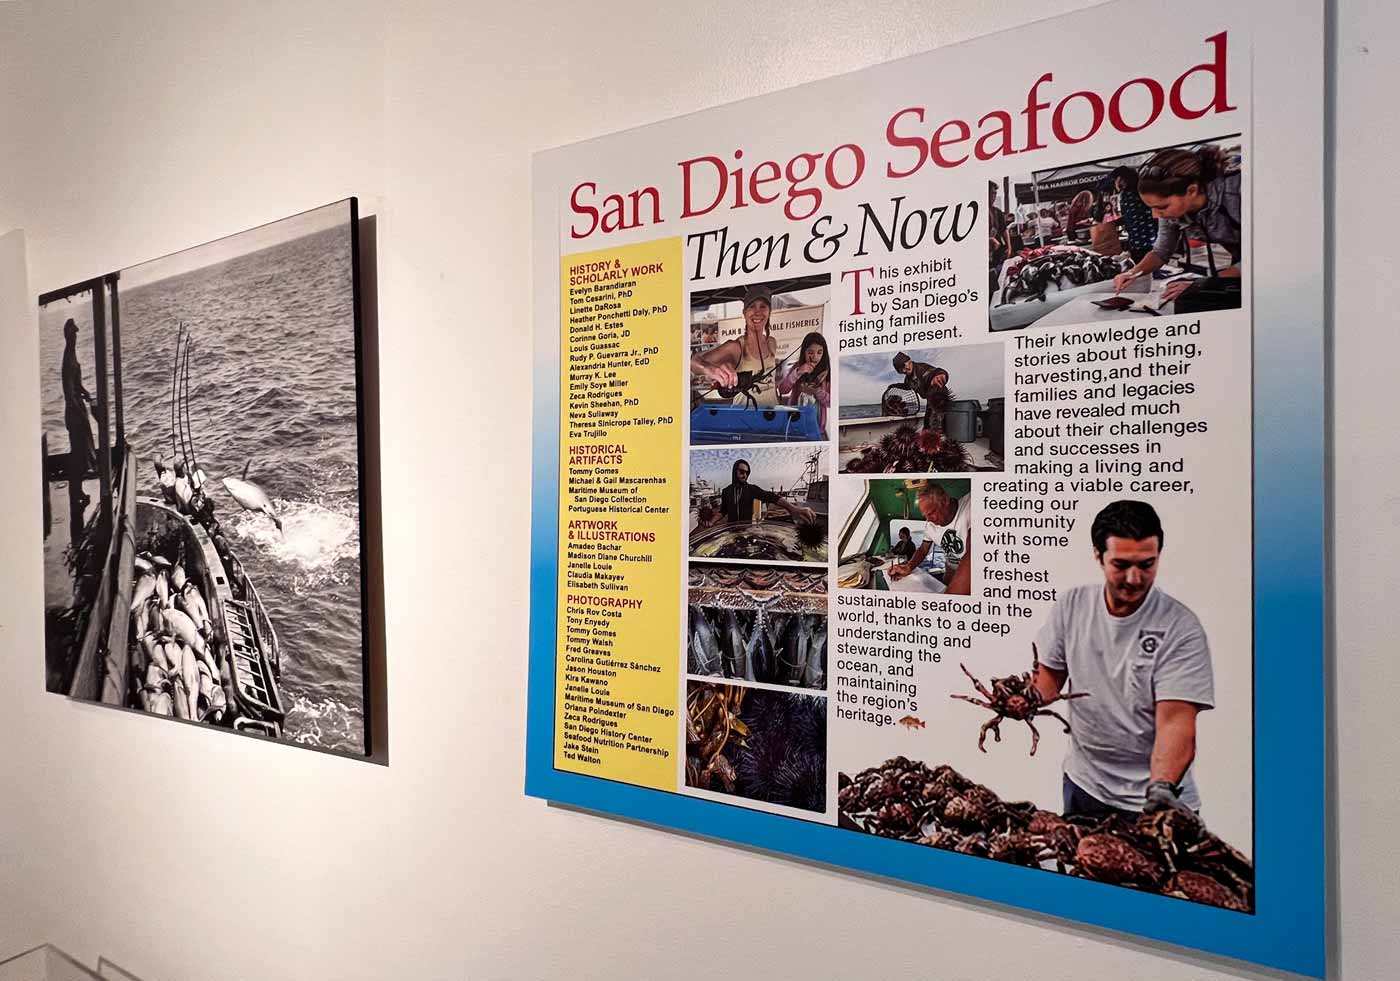 San Diego Seafood
Then & Now
HISTORY &
SCHOLARLY WORK
Evelyn Barandiaran
Tom Cesarini, PhD
Linette DaRosa
Heather Ponchetti Daly, PhD
Donald H. Estes
Corinne Goria, JD
Louis Guassac
Rudy P. Guevarra Jr., PhD
Alexandria Hunter, EdD
Murray K. Lee
Emily Soye Miller
Zeca Rodrigues
Kevin Sheehan, PhD
Neva Sullaway
Theresa Sinicrope Talley, PhD
Eva Trujillo
HISTORICAL
ARTIFACTS
Tommy Gomes
Michael & Gail Mascarenhas
Maritime Museum of
San Diego Collection
Portuguese Historical Center
ARTWORK
& ILLUSTRATIONS
Amadeo Bachar
Madison Diane Churchill
Janelle Louie
Claudia Makeyev
Elisabeth Sullivan
PHOTOGRAPHY
Chris Rov Costa
Tony Enyedy
Tommy Gomes
Tommy Walsh
Fred Greaves
Carolina Gutiérrez Sánchez
Jason Houston
Kira Kawano
Janelle Louie
Maritime Museum of San Diego
Oriana Poindexter
Zeca Rodrigues
San Diego History Center
Seafood Nutrition Partnership
Jake Stein
Ted Walton
This exhibit
was inspired
by San Diego's
fishing families
past and present.
Their knowledge and
stories about fishing,
harvesting,and their
families and legacies
have revealed much
about their challenges
and successes in
making a living and
creating a viable career,
feeding our
community
with some
of the
freshest
and most
sustainable seafood in the
world, thanks to a deep
understanding and
stewarding the
ocean, and
maintaining
the region's
heritage.
TUNA HARBOR DOCKSIDE
PLAN B
ABLE FISHERIES